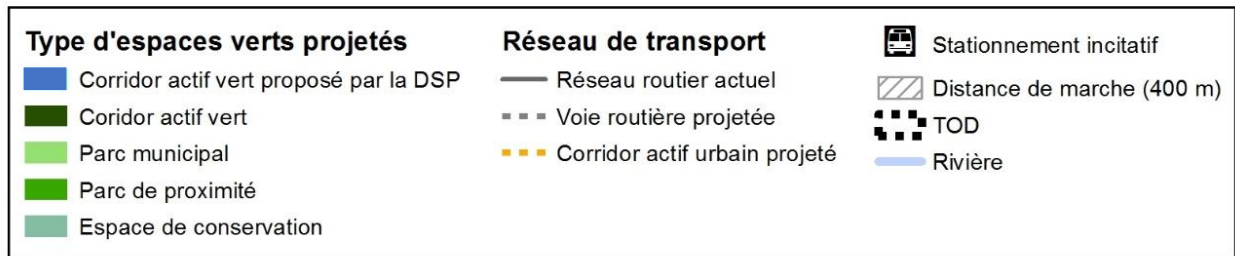 Type d'espaces verts projetés
Corridor actif vert proposé par la DSP
Coridor actif vert
Parc municipal
Parc de proximité
Espace de conservation
Réseau de transport
Réseau routier actuel
Voie routière projetée
Corridor actif urbain projeté
Stationnement incitatif
Distance de marche (400 m)
TOD
Rivière